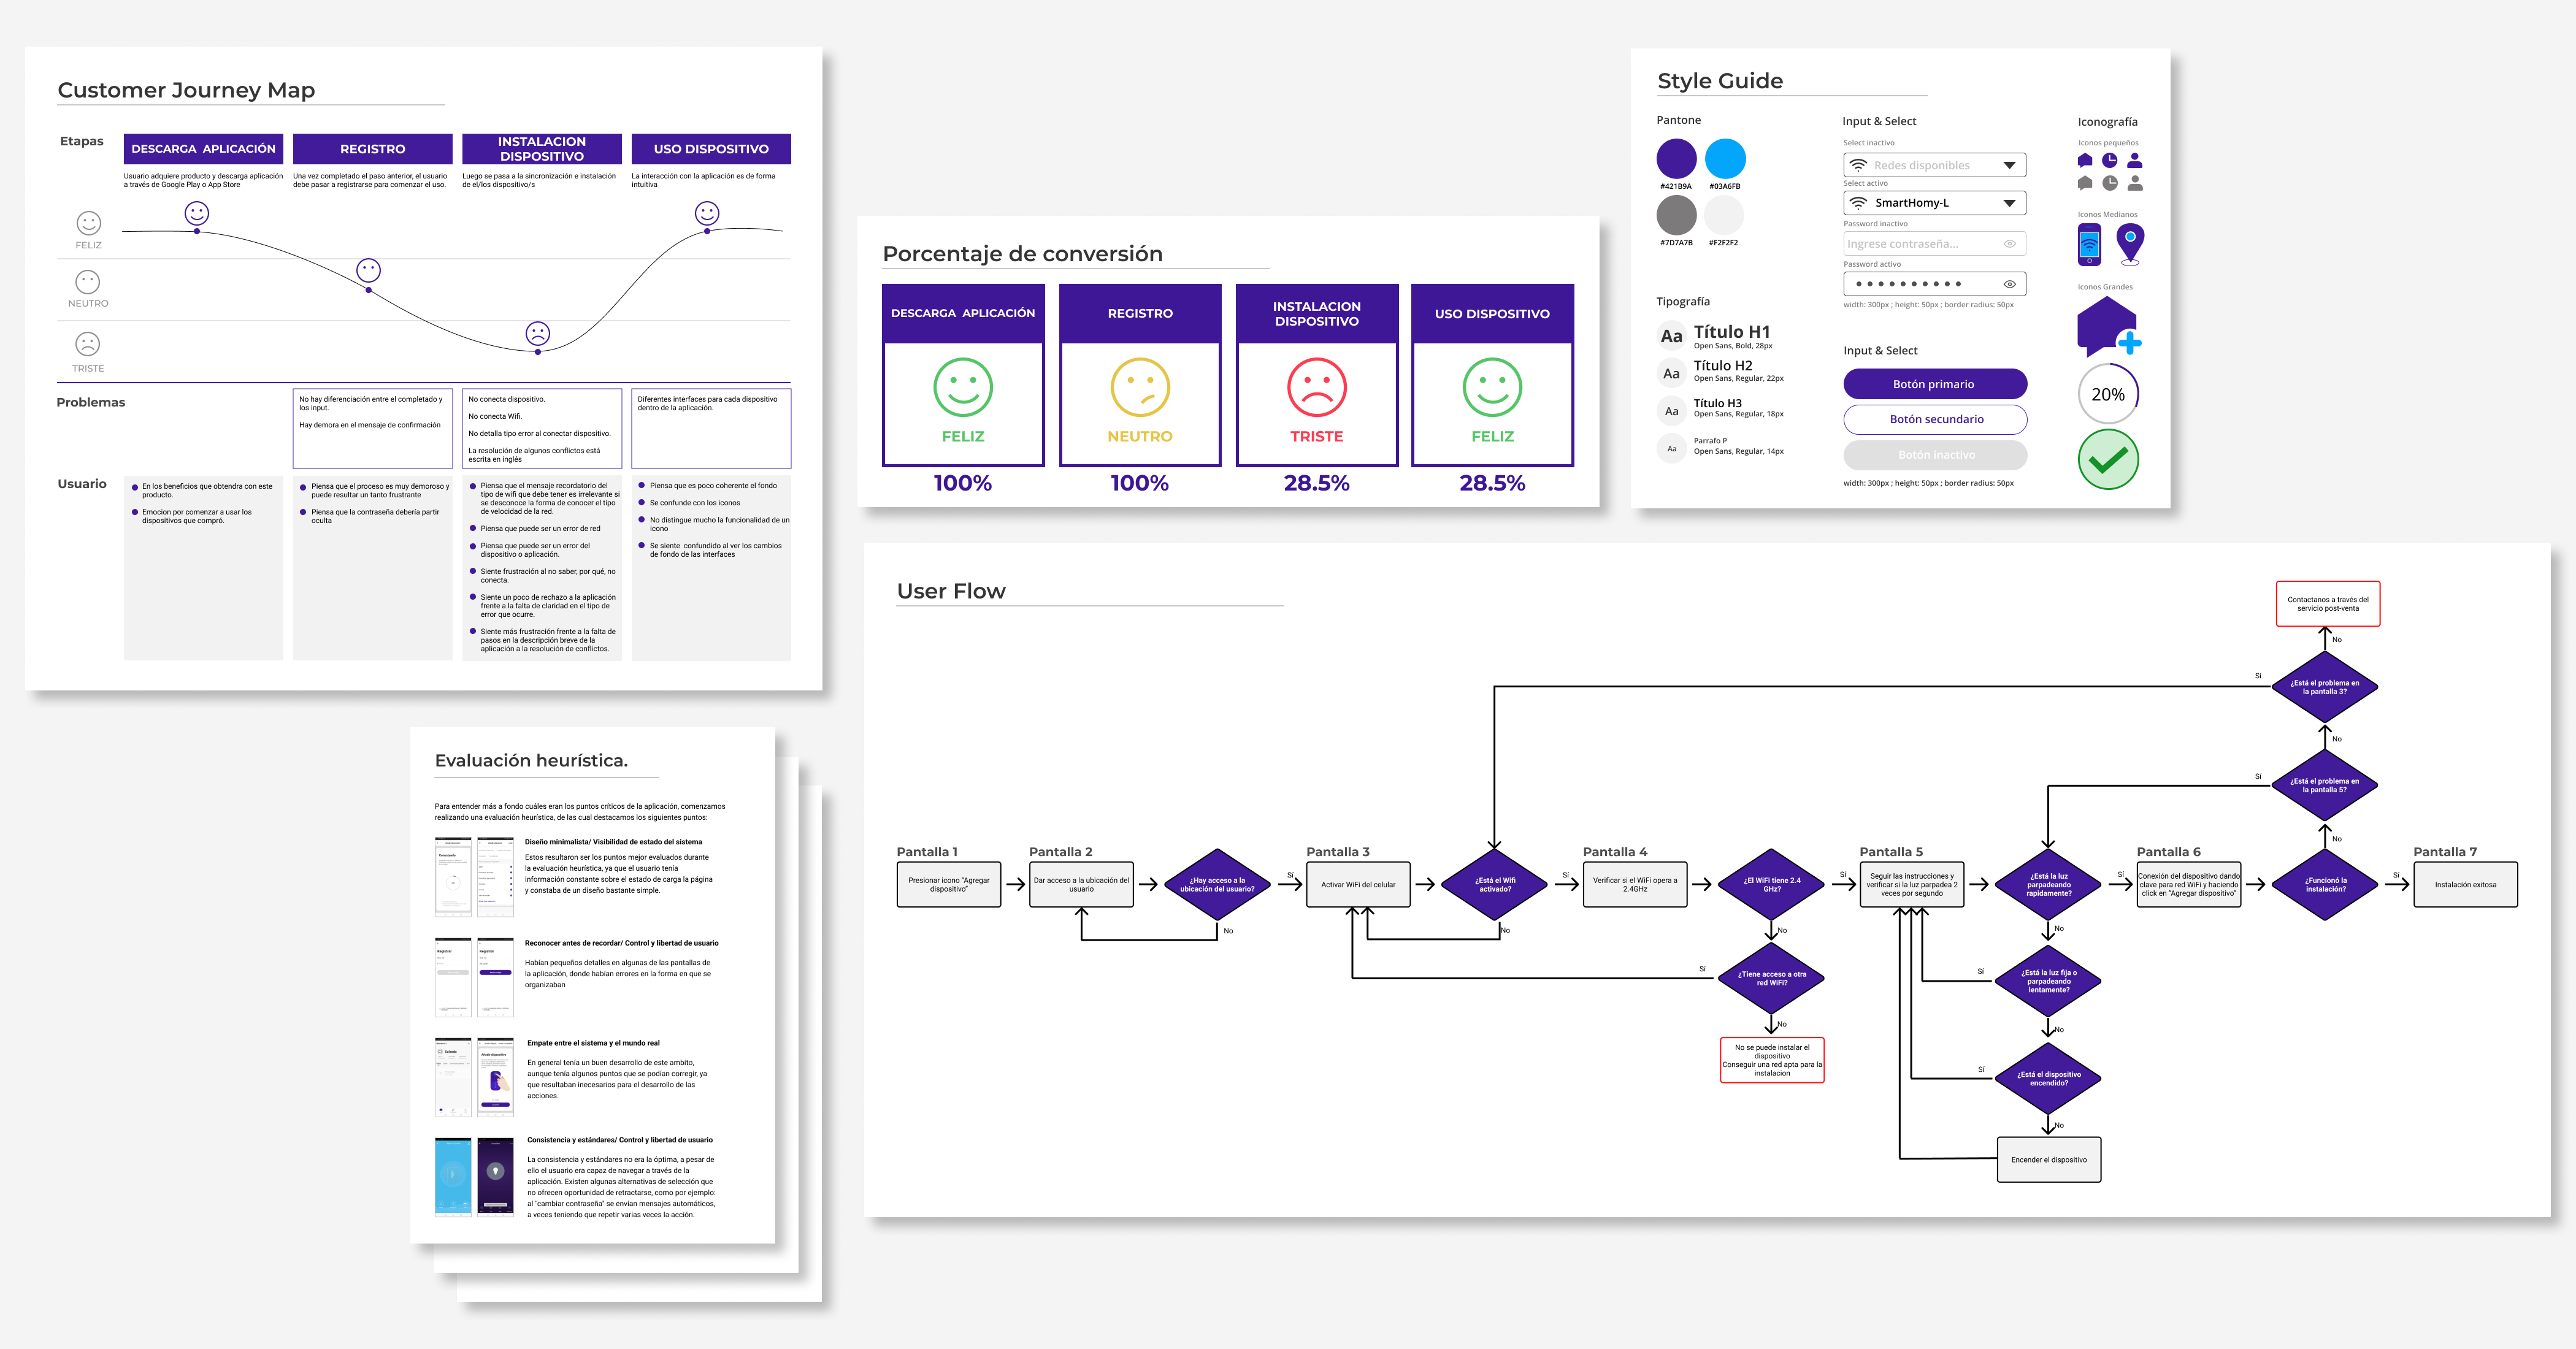 Customer Journey Map
Etapas
DESCARGA APLICACIÓN
Usuario adquiere producto y descarga aplicación
a través de Google Play o App Store
REGISTRO
Una vez completado el paso anterior, el usuario
debe pasar a registrarse para comenzar el uso.
INSTALACION
DISPOSITIVO
Luego se pasa a la sincronización e instalación
de el/los dispositivo/s
USO DISPOSITIVO
La interacción con la aplicación es de forma
intuitiva
FELIZ
NEUTRO
TRISTE
Problemas
No hay diferenciación entre el completado y
los input.
Hay demora en el mensaje de confirmación
No conecta dispositivo.
No conecta Wifi.
No detalla tipo error al conectar dispositivo.
La resolución de algunos conflictos está
escrita en inglés
Diferentes interfaces para cada dispositivo
dentro de la aplicación.
Usuario
En los beneficios que obtendra con este
producto.
Emocion por comenzar a usar los
dispositivos que compró.
Piensa que el proceso es muy demoroso y
puede resultar un tanto frustrante
Piensa que la contraseña debería partir
oculta
Piensa que el mensaje recordatorio del
tipo de wifi que debe tener es irrelevante si
se desconoce la forma de conocer el tipo
de velocidad de la red.
Piensa que puede ser un error de red
Piensa que puede ser un error del
dispositivo o aplicación.
Siente frustración al no saber, por qué, no
conecta.
Siente un poco de rechazo a la aplicación
frente a la falta de claridad en el tipo de
error que ocurre.
Siente más frustración frente a la falta de
pasos en la descripción breve de la
aplicación a la resolución de conflictos.
Piensa que es poco coherente el fondo
Se confunde con los iconos
No distingue mucho la funcionalidad de un
icono
Se siente confundido al ver los cambios
de fondo de las interfaces
Porcentaje de conversión
DESCARGA APLICACIÓN
FELIZ
100%
REGISTRO
NEUTRO
100%
INSTALACION
DISPOSITIVO
TRISTE
28.5%
USO DISPOSITIVO
FELIZ
28.5%
Style Guide
Pantone
#421B9A
#03A6FB
#7D7A7B
#F2F2F2
Tipografía
Aa
Título H1
Open Sans, Bold, 28px
Aa
Título H2
Open Sans, Regular, 22px
Aa
Título H3
Open Sans, Regular, 18px
Aa
Parrafo P
Open Sans, Regular, 14px
Input & Select
Select inactivo
Redes disponibles
Select activo
SmartHomy-L
Password inactivo
Ingrese contraseña...
Password activo
width: 300px ; height: 50px ; border radius: 50px
Input & Select
Botón primario
Botón secundario
Botón inactivo
width: 300px ; height: 50px ; border radius: 50px
Iconografía
Iconos pequeños
Iconos Medianos
Iconos Grandes
20%
Evaluación heurística.
Para entender más a fondo cuáles eran los puntos críticos de la aplicación, comenzamos
realizando una evaluación heurística, de las cual destacamos los siguientes puntos:
Diseño minimalista/ Visibilidad de estado del sistema
Estos resultaron ser los puntos mejor evaluados durante
la evaluación heurística, ya que el usuario tenía
información constante sobre el estado de carga la página
y constaba de un diseño bastante simple.
Reconocer antes de recordar/ Control y libertad de usuario
Habían pequeños detalles en algunas de las pantallas de
la aplicación, donde habían errores en la forma en que se
organizaban
Empate entre el sistema y el mundo real
En general tenía un buen desarrollo de este ambito,
aunque tenía algunos puntos que se podían corregir, ya
que resultaban inecesarios para el desarrollo de las
acciones.
Consistencia y estándares/ Control y libertad de usuario
La consistencia y estándares no era la óptima, a pesar de
ello el usuario era capaz de navegar a través de la
aplicación. Existen algunas alternativas de selección que
no ofrecen oportunidad de retractarse, como por ejemplo:
al "cambiar contraseña" se envían mensajes automáticos,
a veces teniendo que repetir varias veces la acción.
User Flow
Contactanos a través del
servicio post-venta
No
Sí
¿Está el problema en
la pantalla 3?
No
Sí
¿Está el problema en
la pantalla 5?
No
Pantalla 1
Presionar icono "Agregar
dispositivo"
Pantalla 2
Dar acceso a la ubicación del
usuario
¿Hay acceso a la
ubicación del usuario?
Sí
No
Pantalla 3
Activar WiFi del celular
¿Está el Wifi
activado?
Sí
No
Pantalla 4
Verificar si el WiFi opera a
2.4GHz
¿El WiFi tiene 2.4
GHz?
Sí
No
Pantalla 5
Seguir las instrucciones y
verificar si la luz parpadea 2
veces por segundo
¿Está la luz
parpadeando
rapidamente?
Sí
No
Pantalla 6
Conexión del dispositivo dando
clave para red WiFi y haciendo
click en "Agregar dispositivo"
¿Funcionó la
instalación?
Sí
Pantalla 7
Instalación exitosa
Sí
¿Tiene acceso a otra
red WiFi?
No
No se puede instalar el
dispositivo
Conseguir una red apta para la
instalacion
Sí
¿Está la luz fija o
parpadeando
lentamente?
No
Sí
¿Está el dispositivo
encendido?
No
Encender el dispositivo